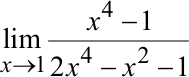 lim x→1 (x⁴ − 1)/(2x⁴ − x² − 1)